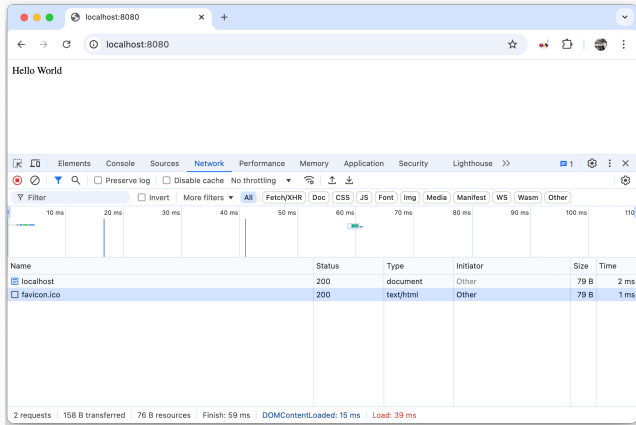 localhost:8080
localhost:8080
Hello World
Elements Console Sources Network Performance Memory Application Security Lighthouse 1
Preserve log Disable cache No throttling
Filter Invert More filters All Fetch/XHR Doc CSS JS Font Img Media Manifest WS Wasm Other
10 ms 20 ms 30 ms 40 ms 50 ms 60 ms 70 ms 80 ms 90 ms 100 ms 110
Name Status Type Initiator Size Time
localhost 200 document Other 79 B 2 ms
favicon.ico 200 text/html Other 79 B 1 ms
2 requests 158 B transferred 76 B resources Finish: 59 ms DOMContentLoaded: 15 ms Load: 39 ms